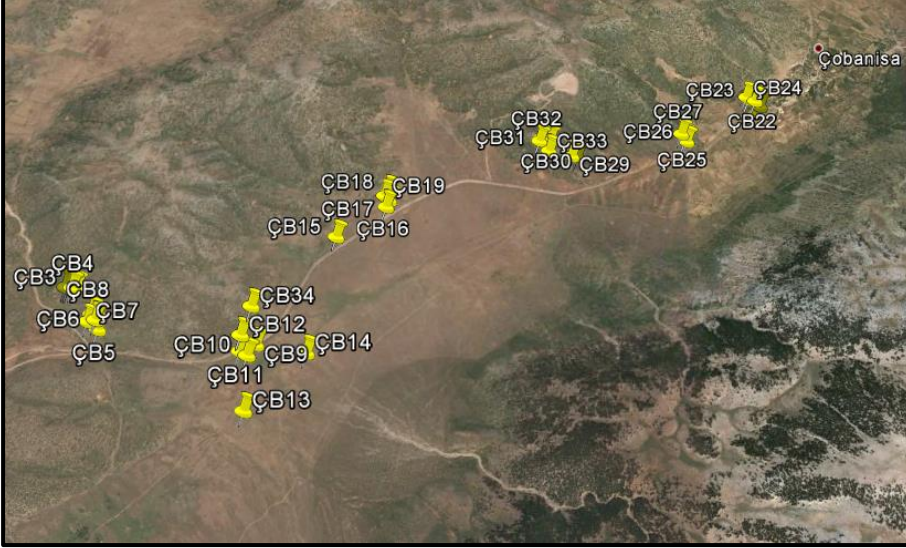 Çobanisa
ÇB23
ÇB24
ÇB22
ÇB27
ÇB26
ÇB25
ÇB32
ÇB31
ÇB33
ÇB30
ÇB29
ÇB18
ÇB19
ÇB17
ÇB15
ÇB16
ÇB4
ÇB3
ÇB8
ÇB7
ÇB6
ÇB5
ÇB34
ÇB12
ÇB10
ÇB9
ÇB14
ÇB11
ÇB13